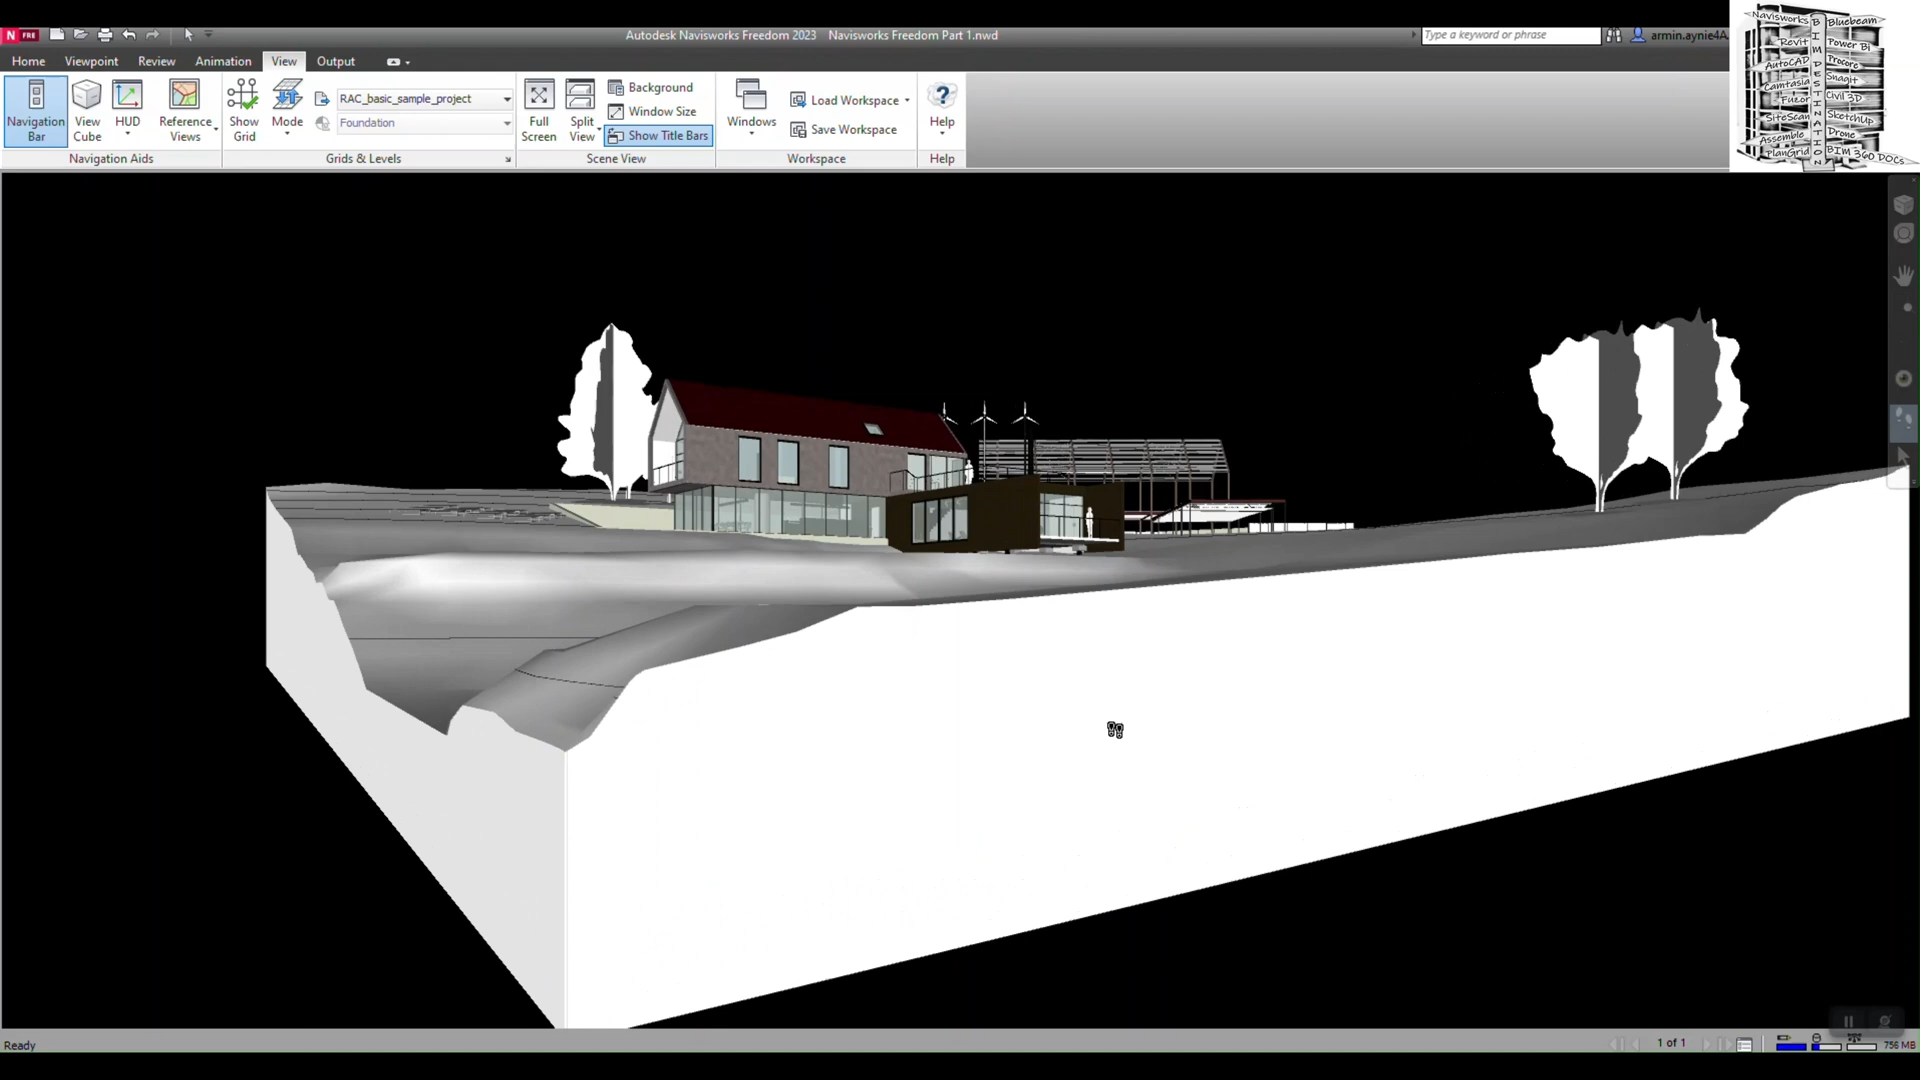 N FRE
Autodesk Navisworks Freedom 2023 Navisworks Freedom Part 1.nwd
Type a keyword or phrase
armin.aynie4A
Home Viewpoint Review Animation View Output
Navigation Bar
View Cube
HUD
Reference Views
Navigation Aids
Show Grid
Mode
RAC_basic_sample_project
Foundation
Grids & Levels
Full Screen
Split View
Background
Window Size
Show Title Bars
Scene View
Windows
Load Workspace
Save Workspace
Workspace
Help
Help
Navisworks
Bluebeam
Revit
Power Bi
AutoCAD
Procore
Camtasia
Snagit
Fuzor
Civil 3D
SiteScan
SketchUp
Assemble
Drone
PlanGrid
BIM 360 DOCs
BIM DESTINATION
Ready
1 of 1
756 MB